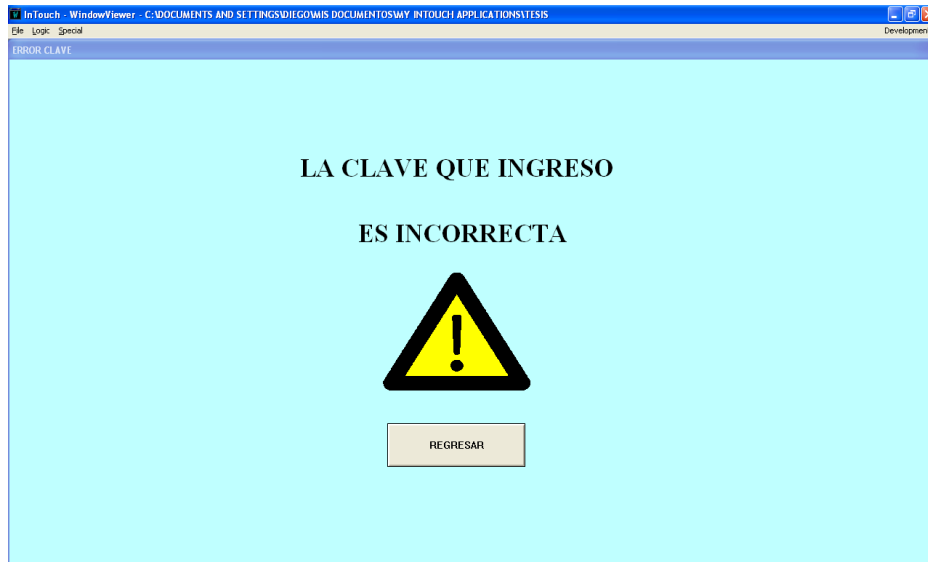 InTouch - WindowViewer - C:\DOCUMENTS AND SETTINGS\DIEGO\MIS DOCUMENTOS\MY INTOUCH APPLICATIONS\TESIS
File Logic Special Development
ERROR CLAVE
LA CLAVE QUE INGRESO
ES INCORRECTA
!
REGRESAR